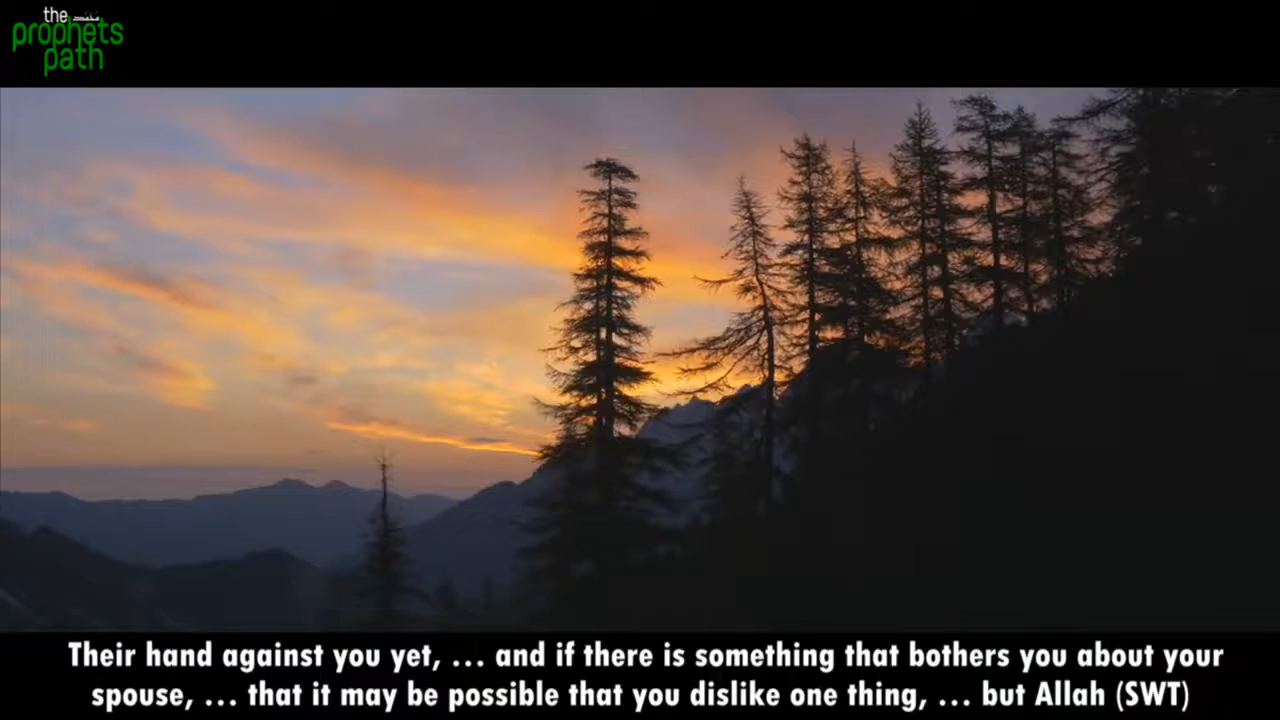 the
prophets
path
Their hand against you yet, ... and if there is something that bothers you about your
spouse, ... that it may be possible that you dislike one thing, ... but Allah (SWT)